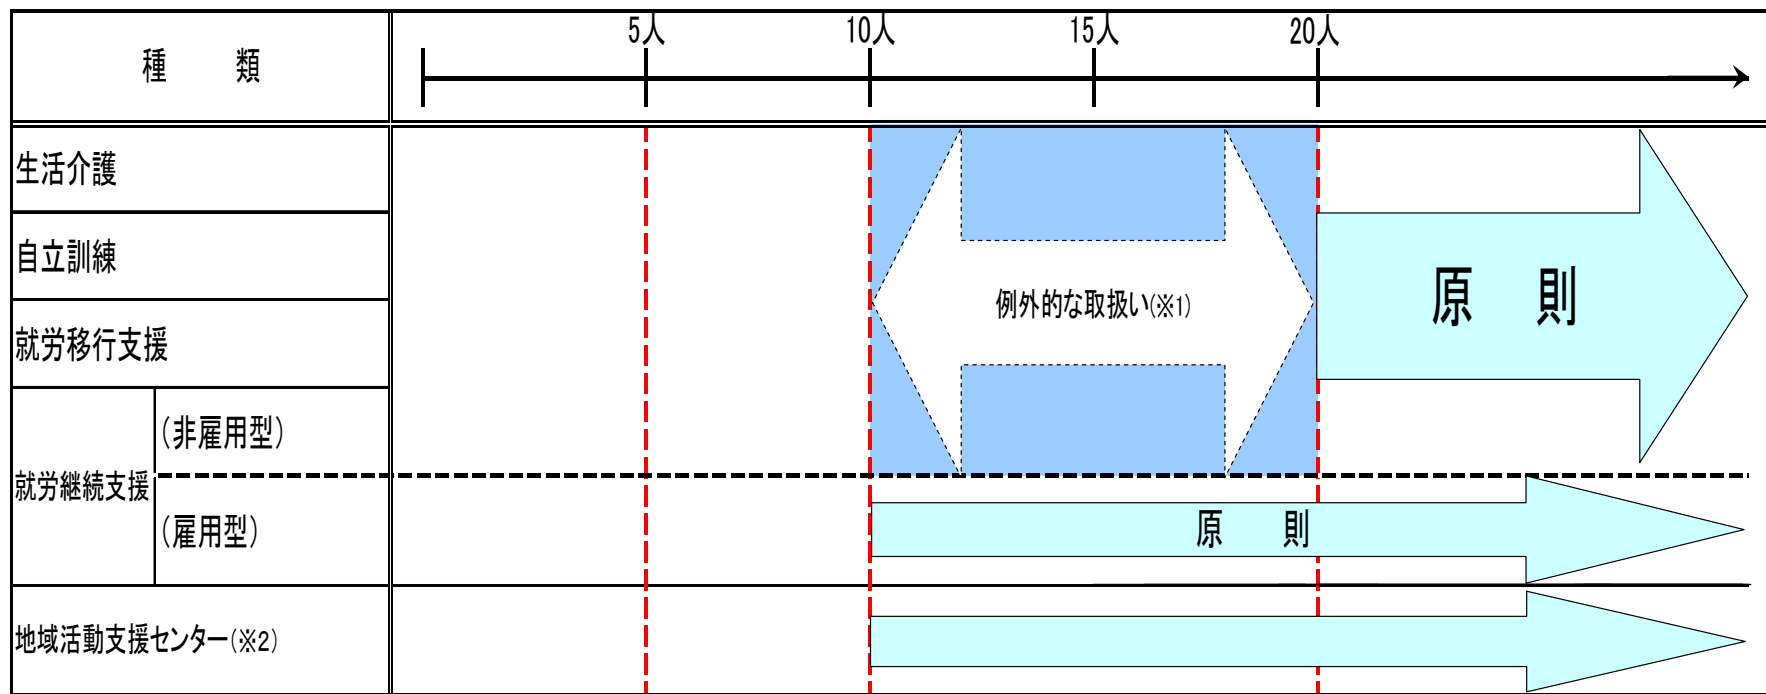 種 類
5人 10人 15人 20人
生活介護
自立訓練
就労移行支援
就労継続支援
(非雇用型)
(雇用型)
地域活動支援センター(※2)
例外的な取扱い(※1)
原 則
原 則